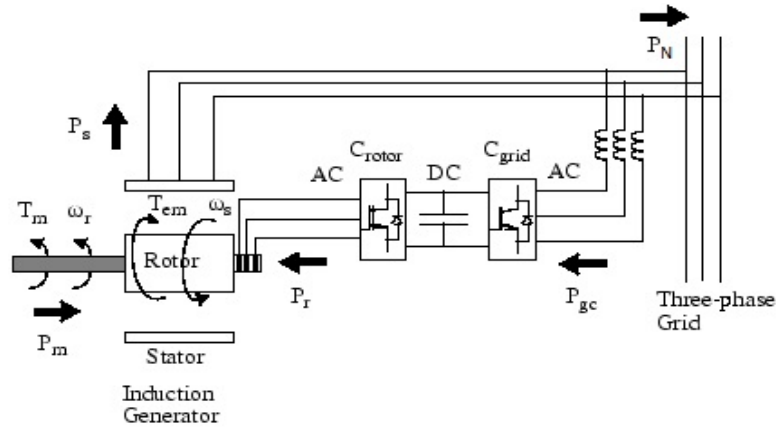 P_N
P_s
C_rotor
C_grid
AC
DC
AC
T_m
ω_r
T_em
ω_s
Rotor
P_r
P_gc
P_m
Three-phase
Grid
Stator
Induction
Generator